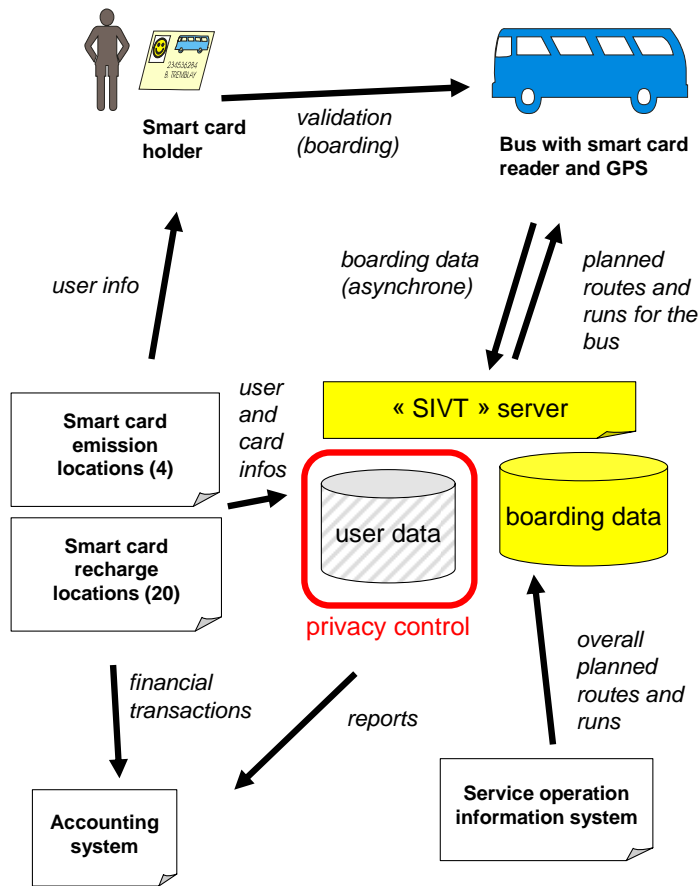 234536284
B. TREMBLAY
Smart card
holder
validation
(boarding)
Bus with smart card
reader and GPS
user info
boarding data
(asynchrone)
planned
routes and
runs for the
bus
Smart card
emission
locations (4)
user
and
card
infos
« SIVT » server
Smart card
recharge
locations (20)
user data
boarding data
privacy control
financial
transactions
reports
overall
planned
routes and
runs
Accounting
system
Service operation
information system